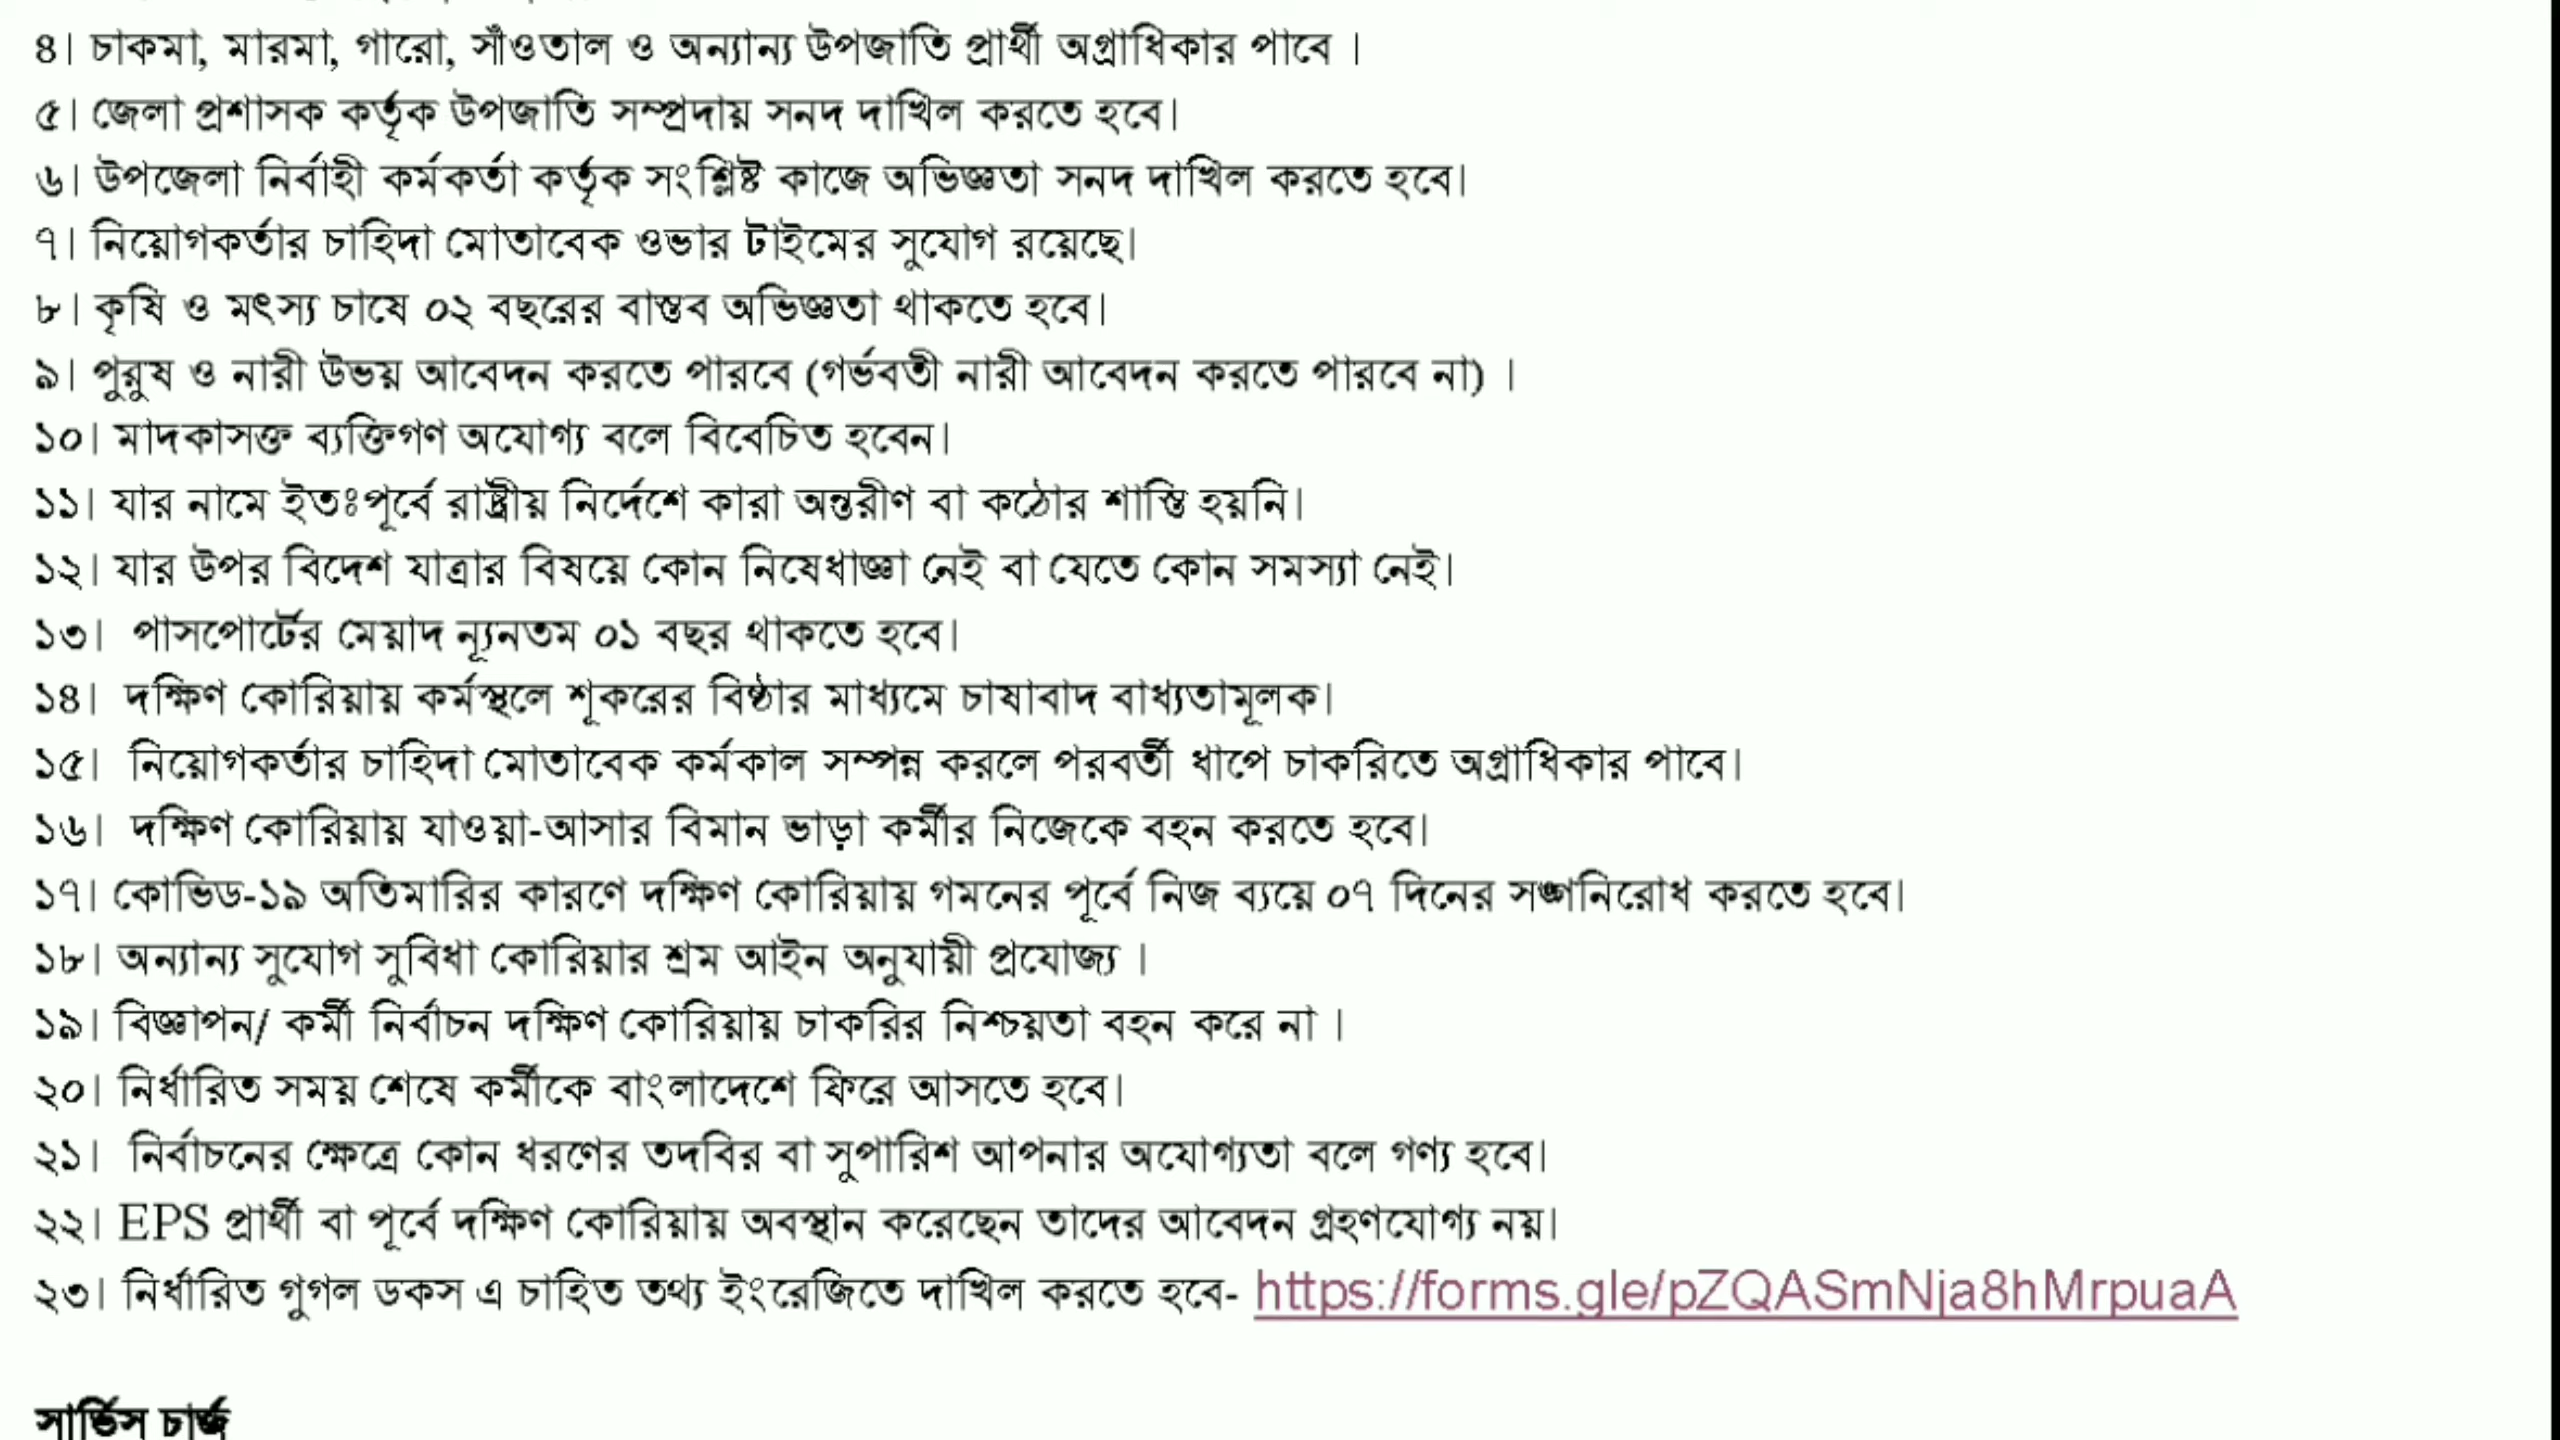 ৪। চাকমা, মারমা, গারো, সাঁওতাল ও অন্যান্য উপজাতি প্রার্থী অগ্রাধিকার পাবে ।
৫। জেলা প্রশাসক কর্তৃক উপজাতি সম্প্রদায় সনদ দাখিল করতে হবে।
৬। উপজেলা নির্বাহী কর্মকর্তা কর্তৃক সংশ্লিষ্ট কাজে অভিজ্ঞতা সনদ দাখিল করতে হবে।
৭। নিয়োগকর্তার চাহিদা মোতাবেক ওভার টাইমের সুযোগ রয়েছে।
৮। কৃষি ও মৎস্য চাষে ০২ বছরের বাস্তব অভিজ্ঞতা থাকতে হবে।
৯। পুরুষ ও নারী উভয় আবেদন করতে পারবে (গর্ভবতী নারী আবেদন করতে পারবে না) ।
১০। মাদকাসক্ত ব্যক্তিগণ অযোগ্য বলে বিবেচিত হবেন।
১১। যার নামে ইতঃপূর্বে রাষ্ট্রীয় নির্দেশে কারা অন্তরীণ বা কঠোর শাস্তি হয়নি।
১২। যার উপর বিদেশ যাত্রার বিষয়ে কোন নিষেধাজ্ঞা নেই বা যেতে কোন সমস্যা নেই।
১৩। পাসপোর্টের মেয়াদ ন্যূনতম ০১ বছর থাকতে হবে।
১৪। দক্ষিণ কোরিয়ায় কর্মস্থলে শূকরের বিষ্ঠার মাধ্যমে চাষাবাদ বাধ্যতামূলক।
১৫। নিয়োগকর্তার চাহিদা মোতাবেক কর্মকাল সম্পন্ন করলে পরবর্তী ধাপে চাকরিতে অগ্রাধিকার পাবে।
১৬। দক্ষিণ কোরিয়ায় যাওয়া-আসার বিমান ভাড়া কর্মীর নিজেকে বহন করতে হবে।
১৭। কোভিড-১৯ অতিমারির কারণে দক্ষিণ কোরিয়ায় গমনের পূর্বে নিজ ব্যয়ে ০৭ দিনের সঙ্গনিরোধ করতে হবে।
১৮। অন্যান্য সুযোগ সুবিধা কোরিয়ার শ্রম আইন অনুযায়ী প্রযোজ্য ।
১৯। বিজ্ঞাপন/ কর্মী নির্বাচন দক্ষিণ কোরিয়ায় চাকরির নিশ্চয়তা বহন করে না ।
২০। নির্ধারিত সময় শেষে কর্মীকে বাংলাদেশে ফিরে আসতে হবে।
২১। নির্বাচনের ক্ষেত্রে কোন ধরণের তদবির বা সুপারিশ আপনার অযোগ্যতা বলে গণ্য হবে।
২২। EPS প্রার্থী বা পূর্বে দক্ষিণ কোরিয়ায় অবস্থান করেছেন তাদের আবেদন গ্রহণযোগ্য নয়।
২৩। নির্ধারিত গুগল ডকস এ চাহিত তথ্য ইংরেজিতে দাখিল করতে হবে- https://forms.gle/pZQASmNja8hMrpuaA
সার্ভিস চার্জ